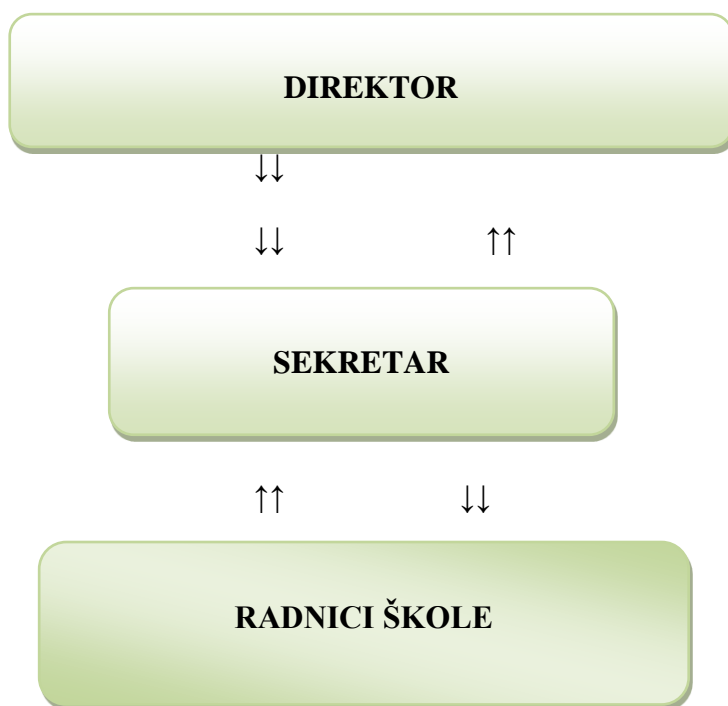 DIREKTOR
↓↓
↓↓ ↑↑
SEKRETAR
↑↑ ↓↓
RADNICI ŠKOLE